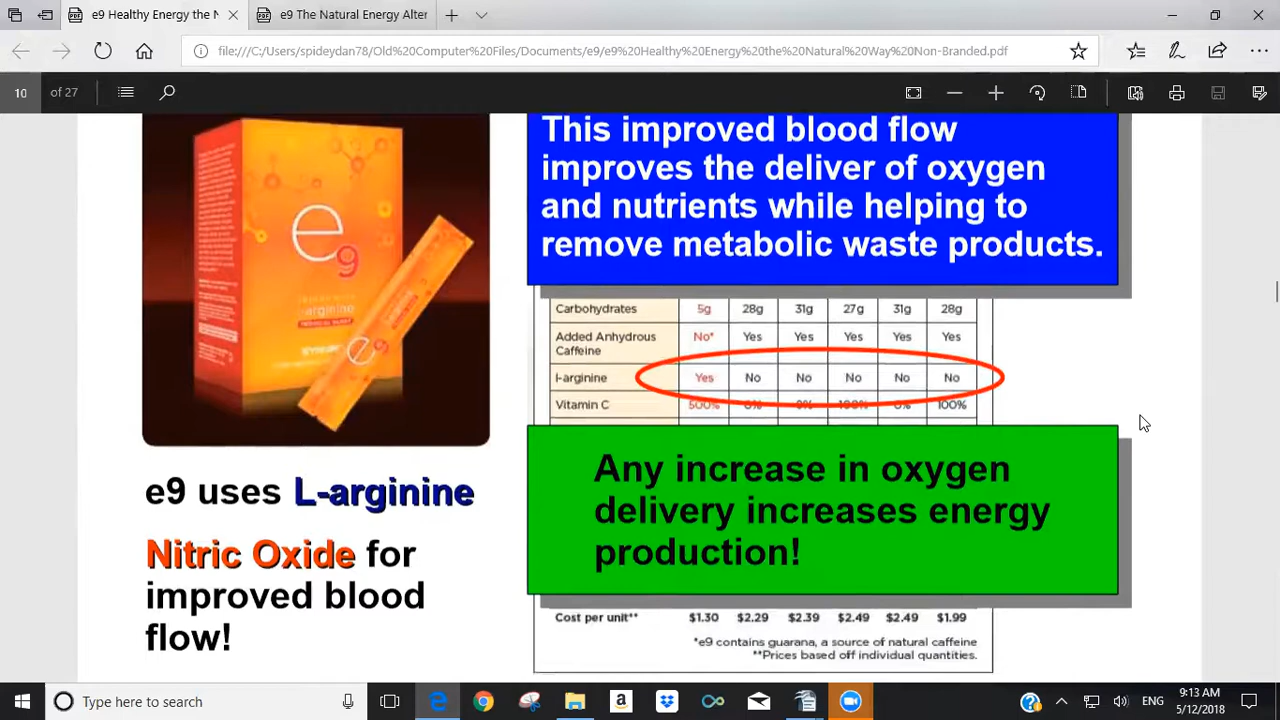 e9 Healthy Energy the N
e9 The Natural Energy Alter
file:///C:/Users/spideydan78/Old%20Computer%20Files/Documents/e9/e9%20Healthy%20Energy%20the%20Natural%20Way%20Non-Branded.pdf
10 of 27
e9
arginine
e9
e9 uses L-arginine
Nitric Oxide for
improved blood
flow!
This improved blood flow
improves the deliver of oxygen
and nutrients while helping to
remove metabolic waste products.
Carbohydrates 5g 28g 31g 27g 31g 28g
Added Anhydrous
Caffeine No* Yes Yes Yes Yes Yes
l-arginine Yes No No No No No
Vitamin C 500% 0% 0% 100% 0% 100%
Any increase in oxygen
delivery increases energy
production!
Cost per unit** $1.30 $2.29 $2.39 $2.49 $2.49 $1.99
*e9 contains guarana, a source of natural caffeine
**Prices based off individual quantities.
Type here to search
ENG
9:13 AM
5/12/2018